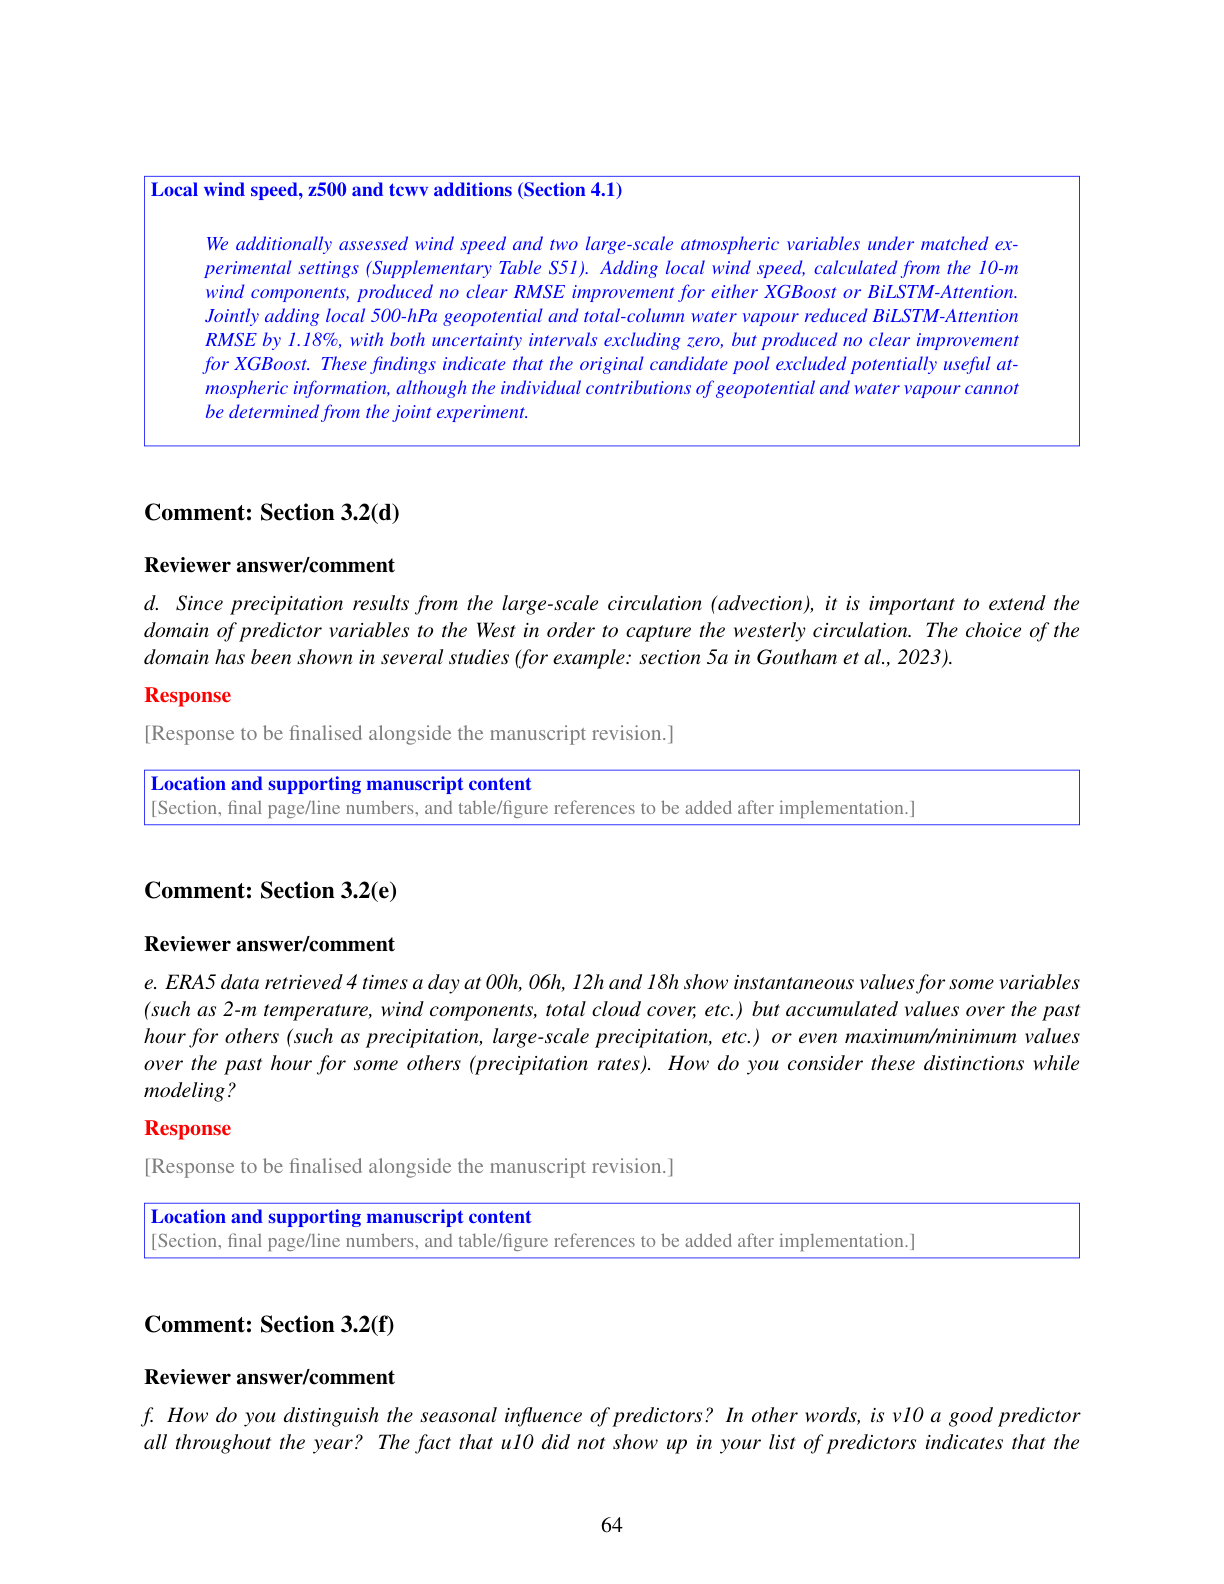 Local wind speed, z500 and tcwv additions (Section 4.1)
We additionally assessed wind speed and two large-scale atmospheric variables under matched ex-
perimental settings (Supplementary Table S51). Adding local wind speed, calculated from the 10-m
wind components, produced no clear RMSE improvement for either XGBoost or BiLSTM-Attention.
Jointly adding local 500-hPa geopotential and total-column water vapour reduced BiLSTM-Attention
RMSE by 1.18%, with both uncertainty intervals excluding zero, but produced no clear improvement
for XGBoost. These findings indicate that the original candidate pool excluded potentially useful at-
mospheric information, although the individual contributions of geopotential and water vapour cannot
be determined from the joint experiment.
Comment: Section 3.2(d)
Reviewer answer/comment
d. Since precipitation results from the large-scale circulation (advection), it is important to extend the
domain of predictor variables to the West in order to capture the westerly circulation. The choice of the
domain has been shown in several studies (for example: section 5a in Goutham et al., 2023).
Response
[Response to be finalised alongside the manuscript revision.]
Location and supporting manuscript content
[Section, final page/line numbers, and table/figure references to be added after implementation.]
Comment: Section 3.2(e)
Reviewer answer/comment
e. ERA5 data retrieved 4 times a day at 00h, 06h, 12h and 18h show instantaneous values for some variables
(such as 2-m temperature, wind components, total cloud cover, etc.) but accumulated values over the past
hour for others (such as precipitation, large-scale precipitation, etc.) or even maximum/minimum values
over the past hour for some others (precipitation rates). How do you consider these distinctions while
modeling?
Response
[Response to be finalised alongside the manuscript revision.]
Location and supporting manuscript content
[Section, final page/line numbers, and table/figure references to be added after implementation.]
Comment: Section 3.2(f)
Reviewer answer/comment
f. How do you distinguish the seasonal influence of predictors? In other words, is v10 a good predictor
all throughout the year? The fact that u10 did not show up in your list of predictors indicates that the
64